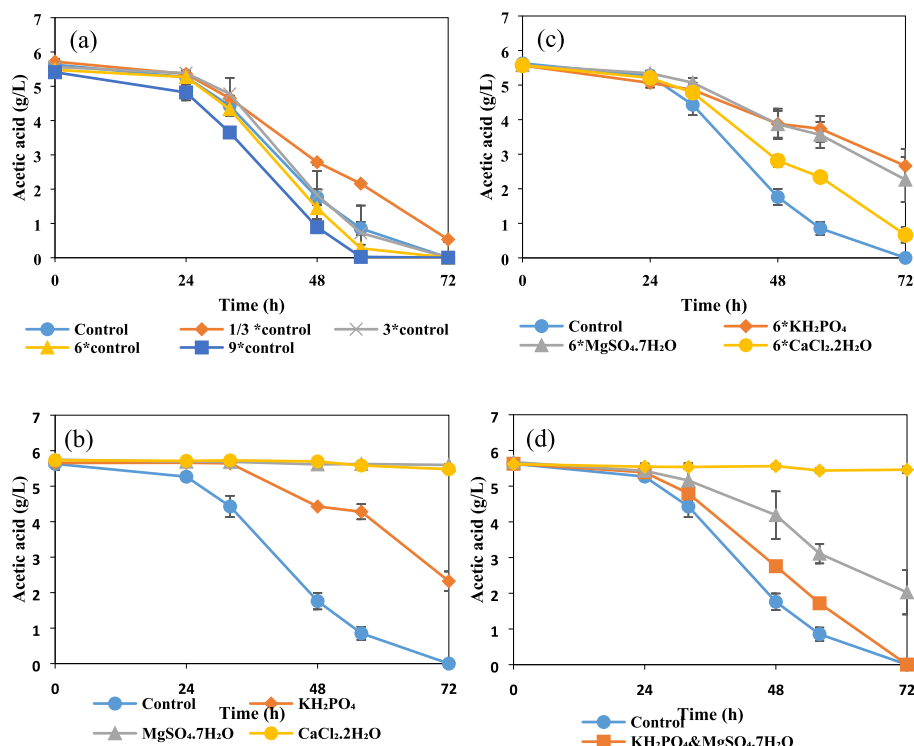 (a)
Acetic acid (g/L)
7
6
5
4
3
2
1
0
0 24 48 72
Time (h)
Control 1/3 *control 3*control
6*control 9*control
(c)
Acetic acid (g/L)
7
6
5
4
3
2
1
0
0 24 48 72
Time (h)
Control 6*KH₂PO₄
6*MgSO₄.7H₂O 6*CaCl₂.2H₂O
(b)
Acetic acid (g/L)
7
6
5
4
3
2
1
0
0 24 48 72
Time (h)
Control KH₂PO₄
MgSO₄.7H₂O CaCl₂.2H₂O
(d)
Acetic acid (g/L)
7
6
5
4
3
2
1
0
0 24 48 72
Time (h)
Control
KH₂PO₄&MgSO₄.7H₂O